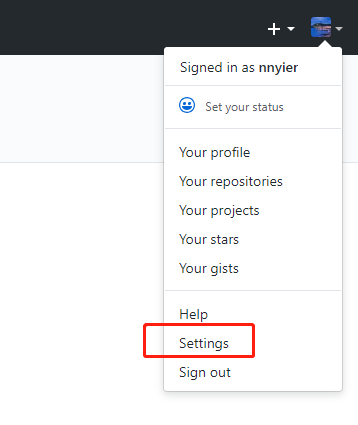 Signed in as nnyier
Set your status
Your profile
Your repositories
Your projects
Your stars
Your gists
Help
Settings
Sign out